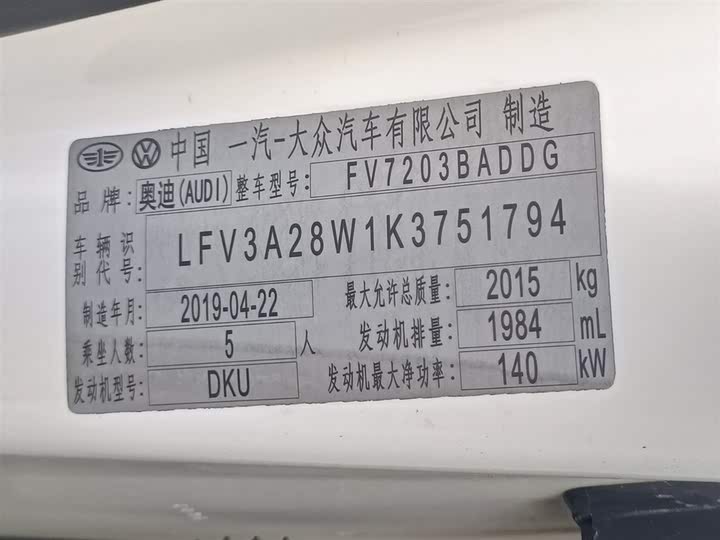 中国 一汽-大众汽车有限公司 制造
品牌: 奥迪(AUDI) 整车型号: FV7203BADDG
车辆识别代号: LFV3A28W1K3751794
制造年月: 2019-04-22 最大允许总质量: 2015 kg
乘坐人数: 5 人 发动机排量: 1984 mL
发动机型号: DKU 发动机最大净功率: 140 kW